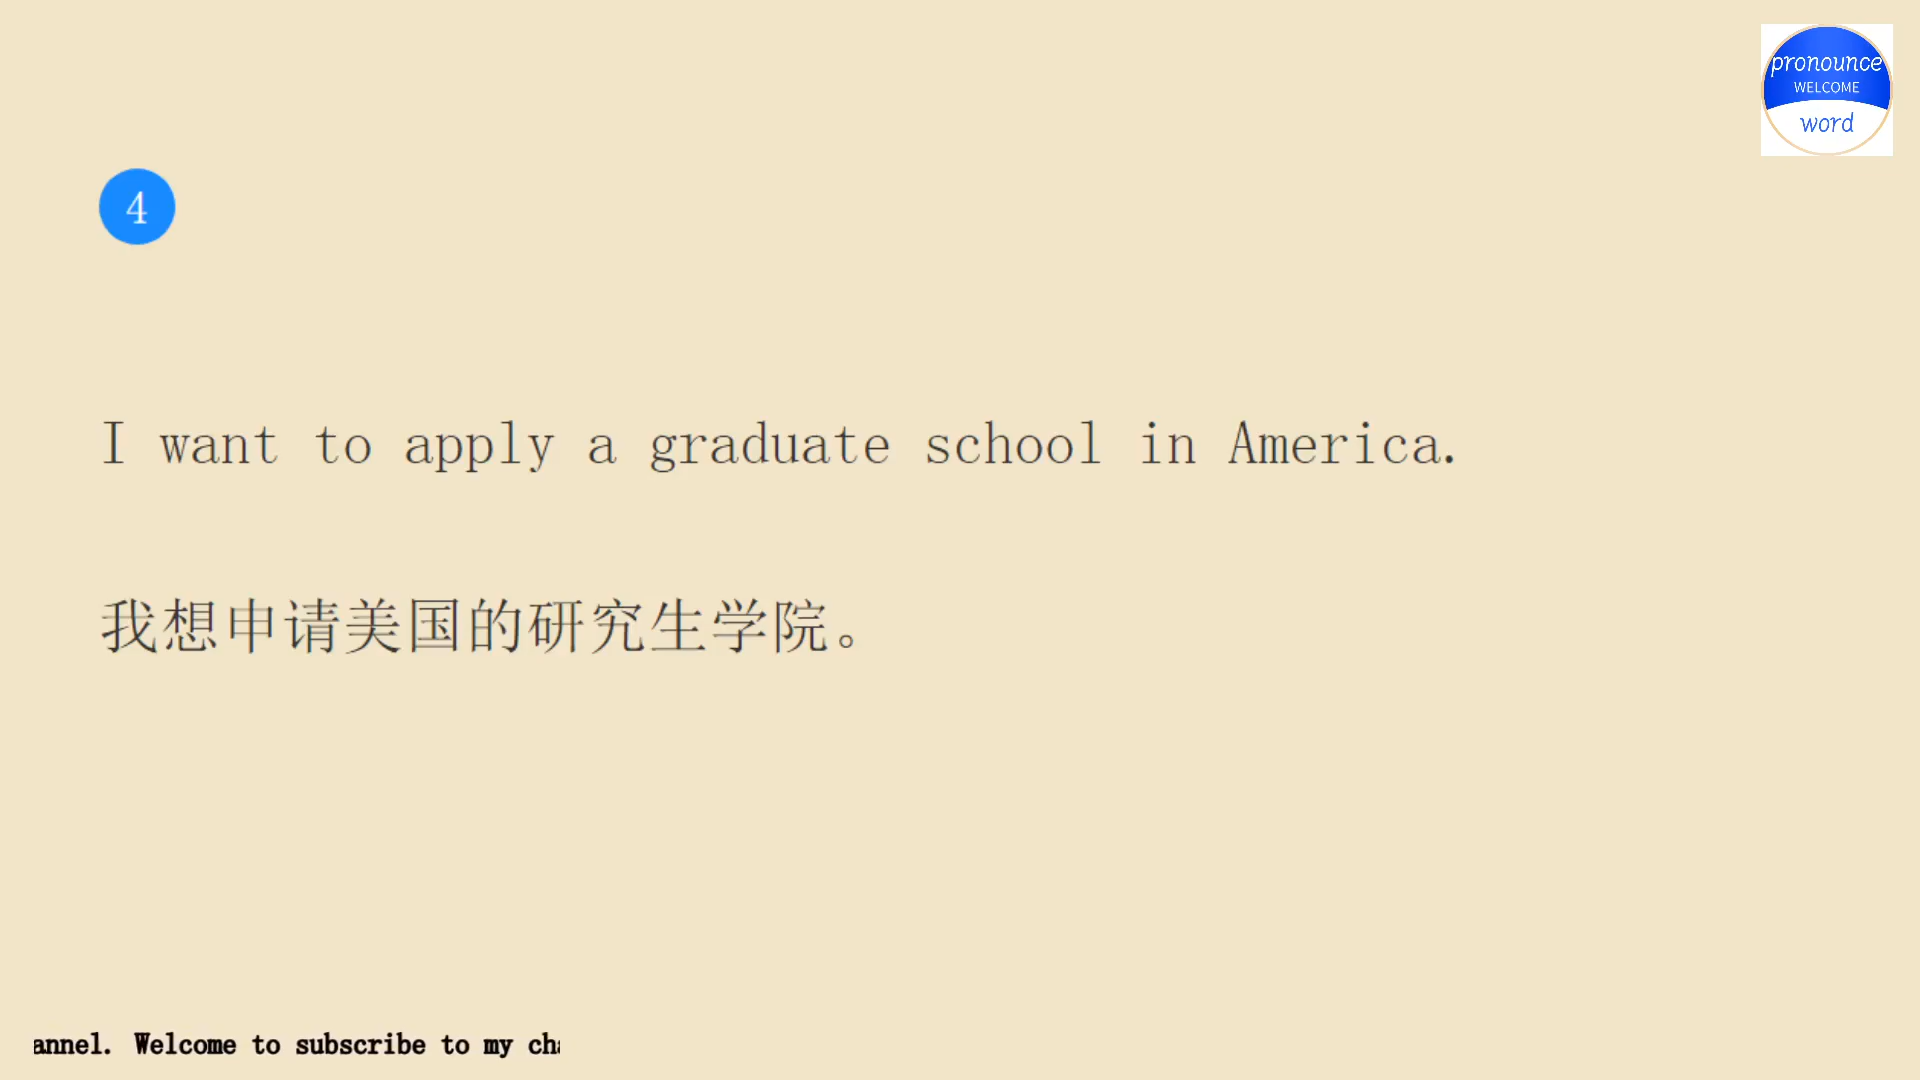 pronounce
WELCOME
word
4
I want to apply a graduate school in America.
我想申请美国的研究生学院。
annel. Welcome to subscribe to my cha